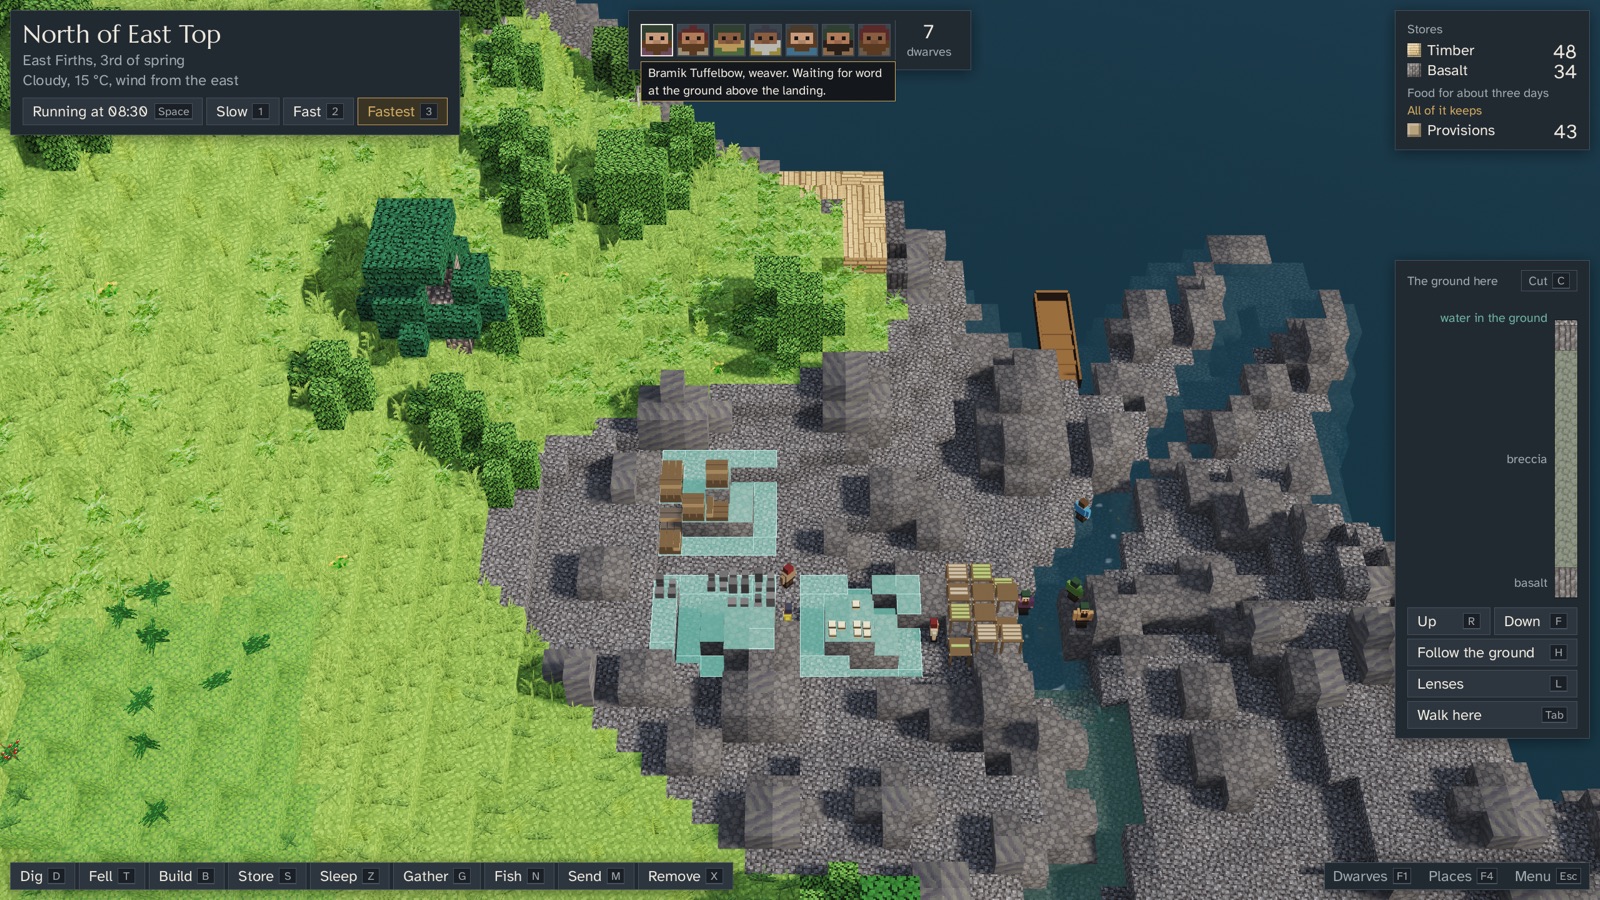 North of East Top
East Firths, 3rd of spring
Cloudy, 15 °C, wind from the east
Running at 08:30 Space
Slow 1
Fast 2
Fastest 3
7
dwarves
Bramik Tuffelbow, weaver. Waiting for word
at the ground above the landing.
Stores
Timber 48
Basalt 34
Food for about three days
All of it keeps
Provisions 43
The ground here
Cut C
water in the ground
breccia
basalt
Up R
Down F
Follow the ground H
Lenses L
Walk here Tab
Dig D
Fell T
Build B
Store S
Sleep Z
Gather G
Fish N
Send M
Remove X
Dwarves F1
Places F4
Menu Esc